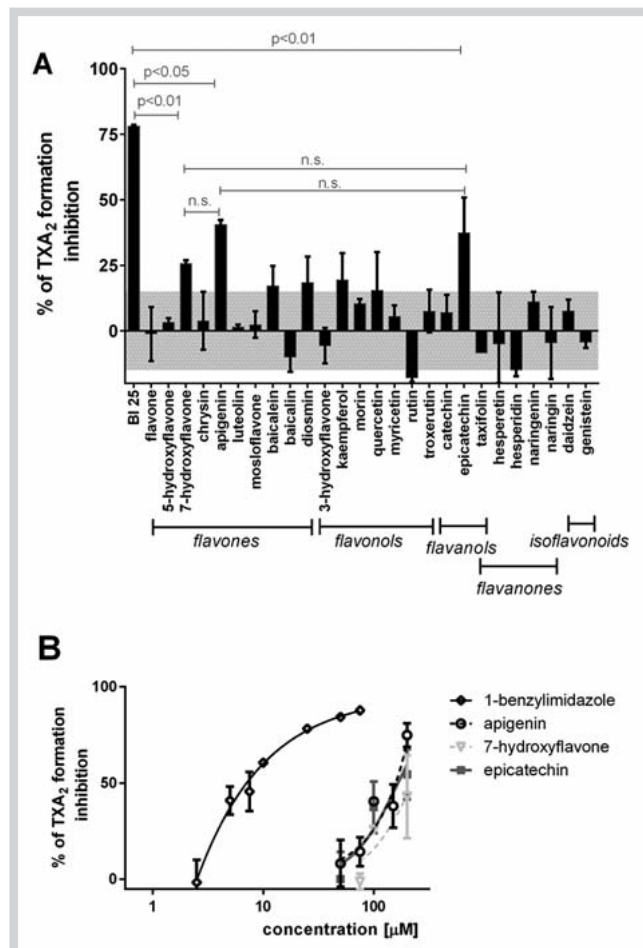 A
p<0.01
p<0.05
p<0.01
n.s.
n.s.
n.s.
% of TXA2 formation
inhibition
100
75
50
25
0
BI 25
flavone
5-hydroxyflavone
7-hydroxyflavone
chrysin
apigenin
luteolin
mosloflavone
baicalein
baicalin
diosmin
3-hydroxyflavone
kaempferol
morin
quercetin
myricetin
rutin
troxerutin
catechin
epicatechin
taxifolin
hesperetin
hesperidin
naringenin
naringin
daidzein
genistein
flavones
flavonols
flavanols
isoflavonoids
flavanones
B
% of TXA2 formation
inhibition
100
50
0
1
10
100
concentration [µM]
1-benzylimidazole
apigenin
7-hydroxyflavone
epicatechin